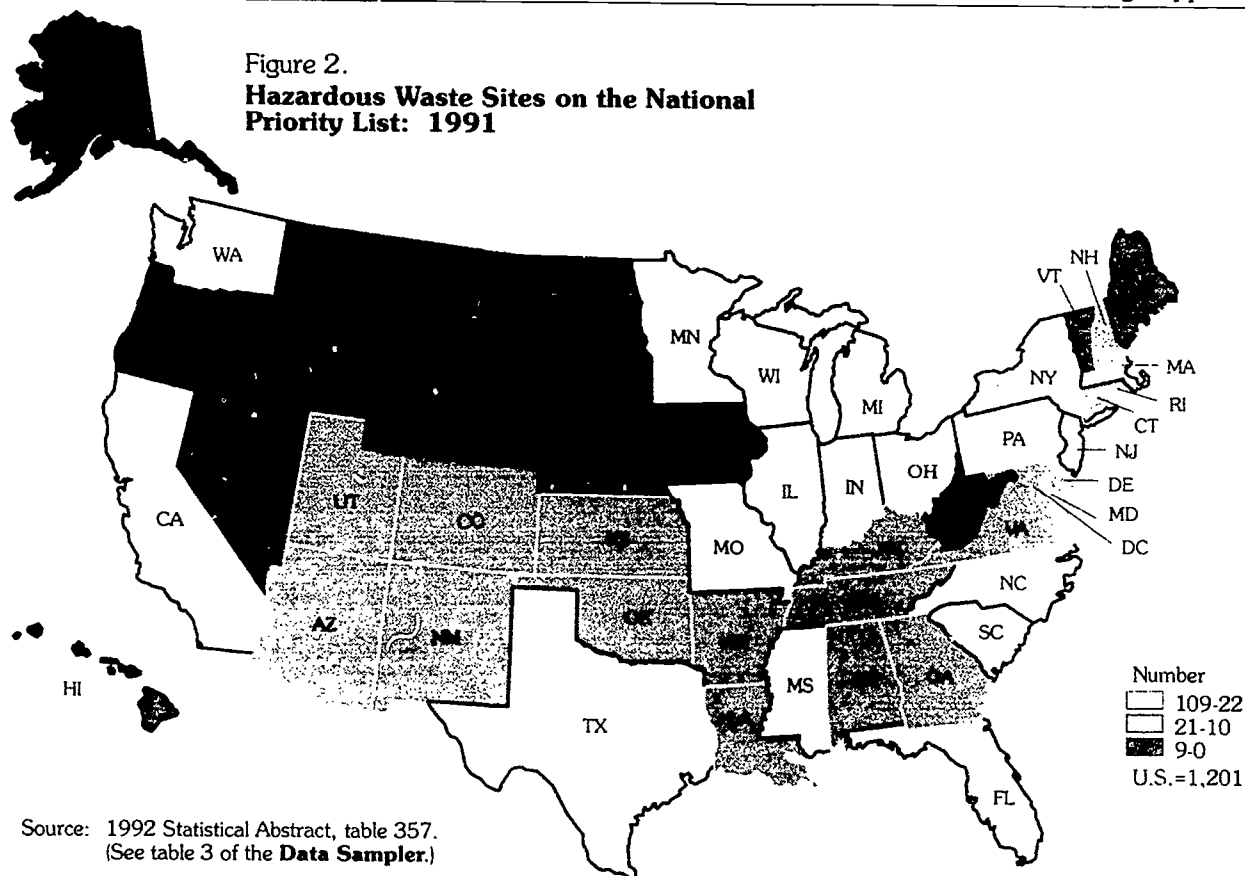 Figure 2.
Hazardous Waste Sites on the National
Priority List: 1991
WA
MN
WI
MI
NH
VT
NY
MA
RI
CT
PA
NJ
OH
DE
MD
DC
IL
IN
VA
UT
CO
CA
MO
NC
AZ
NM
SC
MS
GA
TX
FL
HI
Number
109-22
21-10
9-0
U.S.=1,201
Source: 1992 Statistical Abstract, table 357.
(See table 3 of the Data Sampler.)